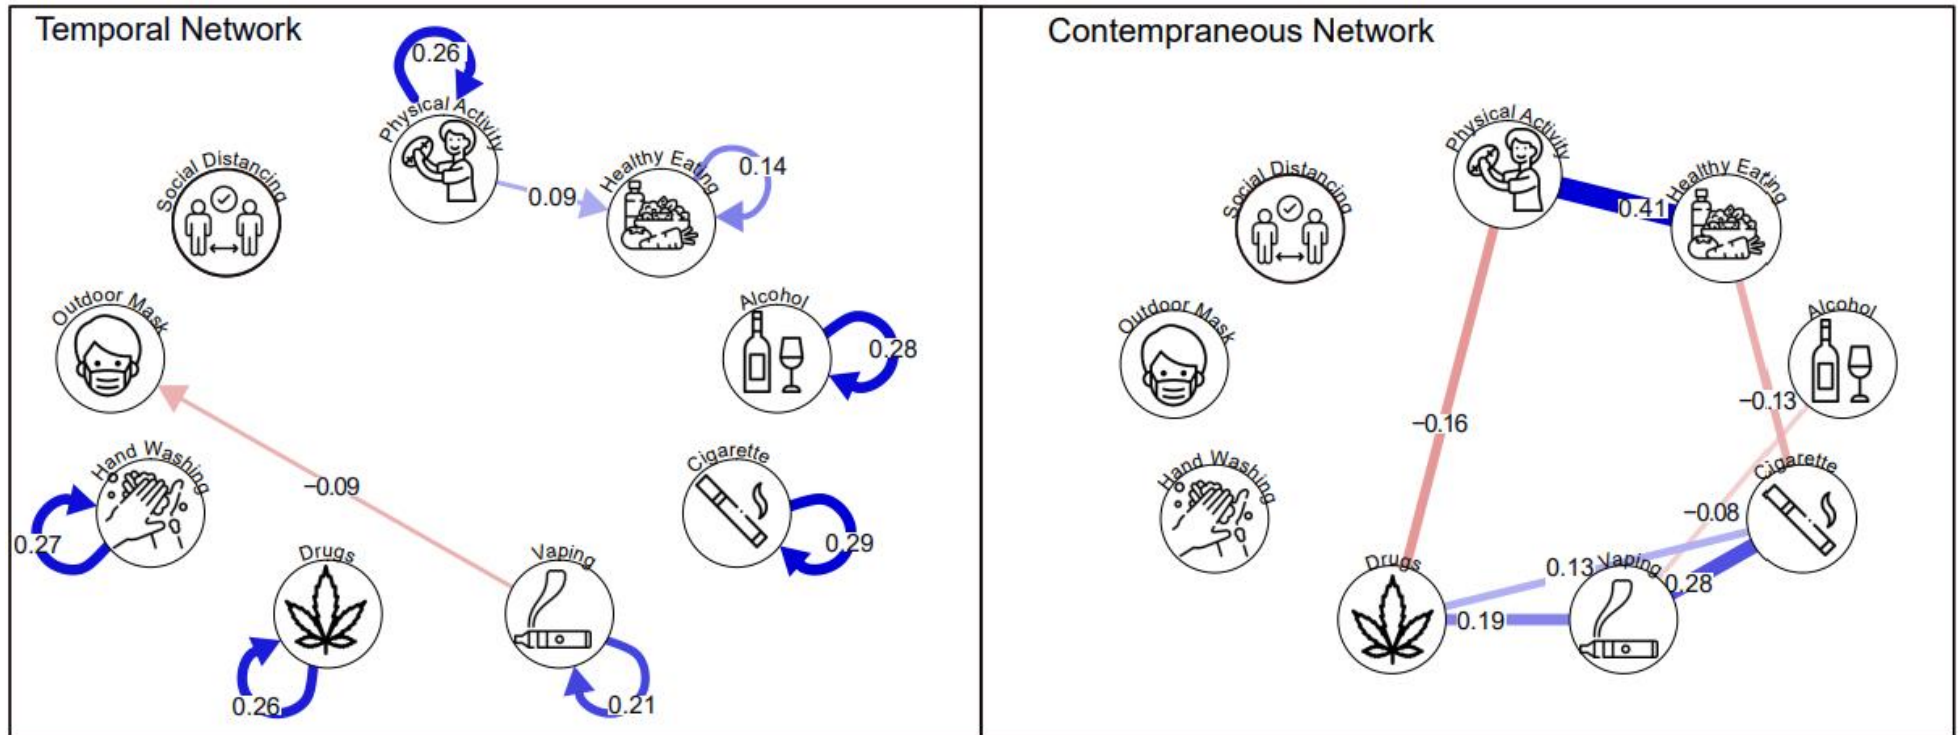 Temporal Network
0.26
Physical Activity
0.09
Healthy Eating
0.14
Social Distancing
Outdoor Mask
Alcohol
0.28
Hand Washing
0.27
−0.09
Cigarette
0.29
Drugs
0.26
Vaping
0.21
Contempraneous Network
Physical Activity
0.41
Healthy Eating
Social Distancing
Outdoor Mask
Alcohol
−0.16
−0.13
Hand Washing
Cigarette
−0.08
Drugs
0.13
Vaping
0.28
0.19